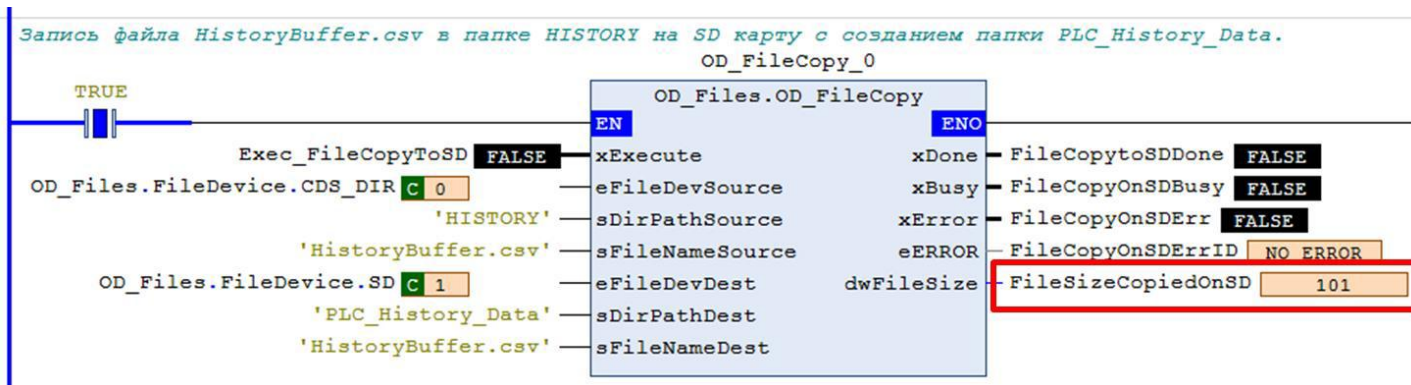 Запись файла HistoryBuffer.csv в папке HISTORY на SD карту с созданием папки PLC_History_Data.
OD_FileCopy_0
TRUE
OD_Files.OD_FileCopy
EN ENO
Exec_FileCopyToSD FALSE xExecute xDone FileCopytoSDDone FALSE
OD_Files.FileDevice.CDS_DIR C 0 eFileDevSource xBusy FileCopyOnSDBusy FALSE
'HISTORY' sDirPathSource xError FileCopyOnSDErr FALSE
'HistoryBuffer.csv' sFileNameSource eERROR FileCopyOnSDErrID NO_ERROR
OD_Files.FileDevice.SD C 1 eFileDevDest dwFileSize FileSizeCopiedOnSD 101
'PLC_History_Data' sDirPathDest
'HistoryBuffer.csv' sFileNameDest